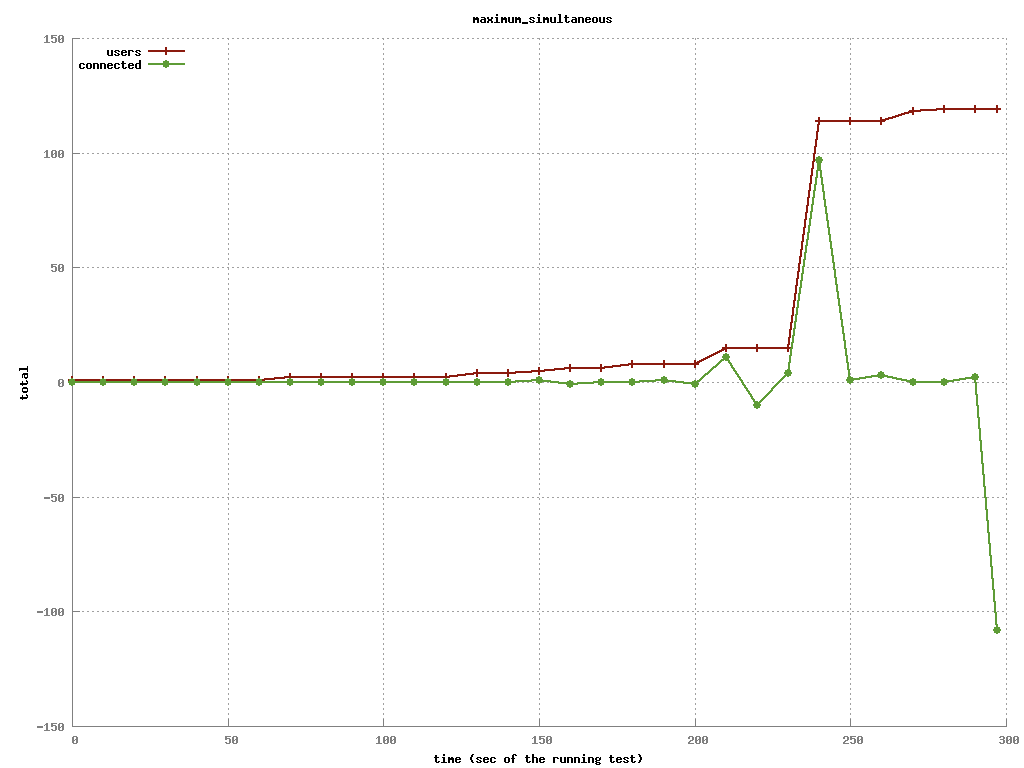 maximum_simultaneous
150
users
connected
100
50
0
total
-50
-100
-150
0 50 100 150 200 250 300
time (sec of the running test)